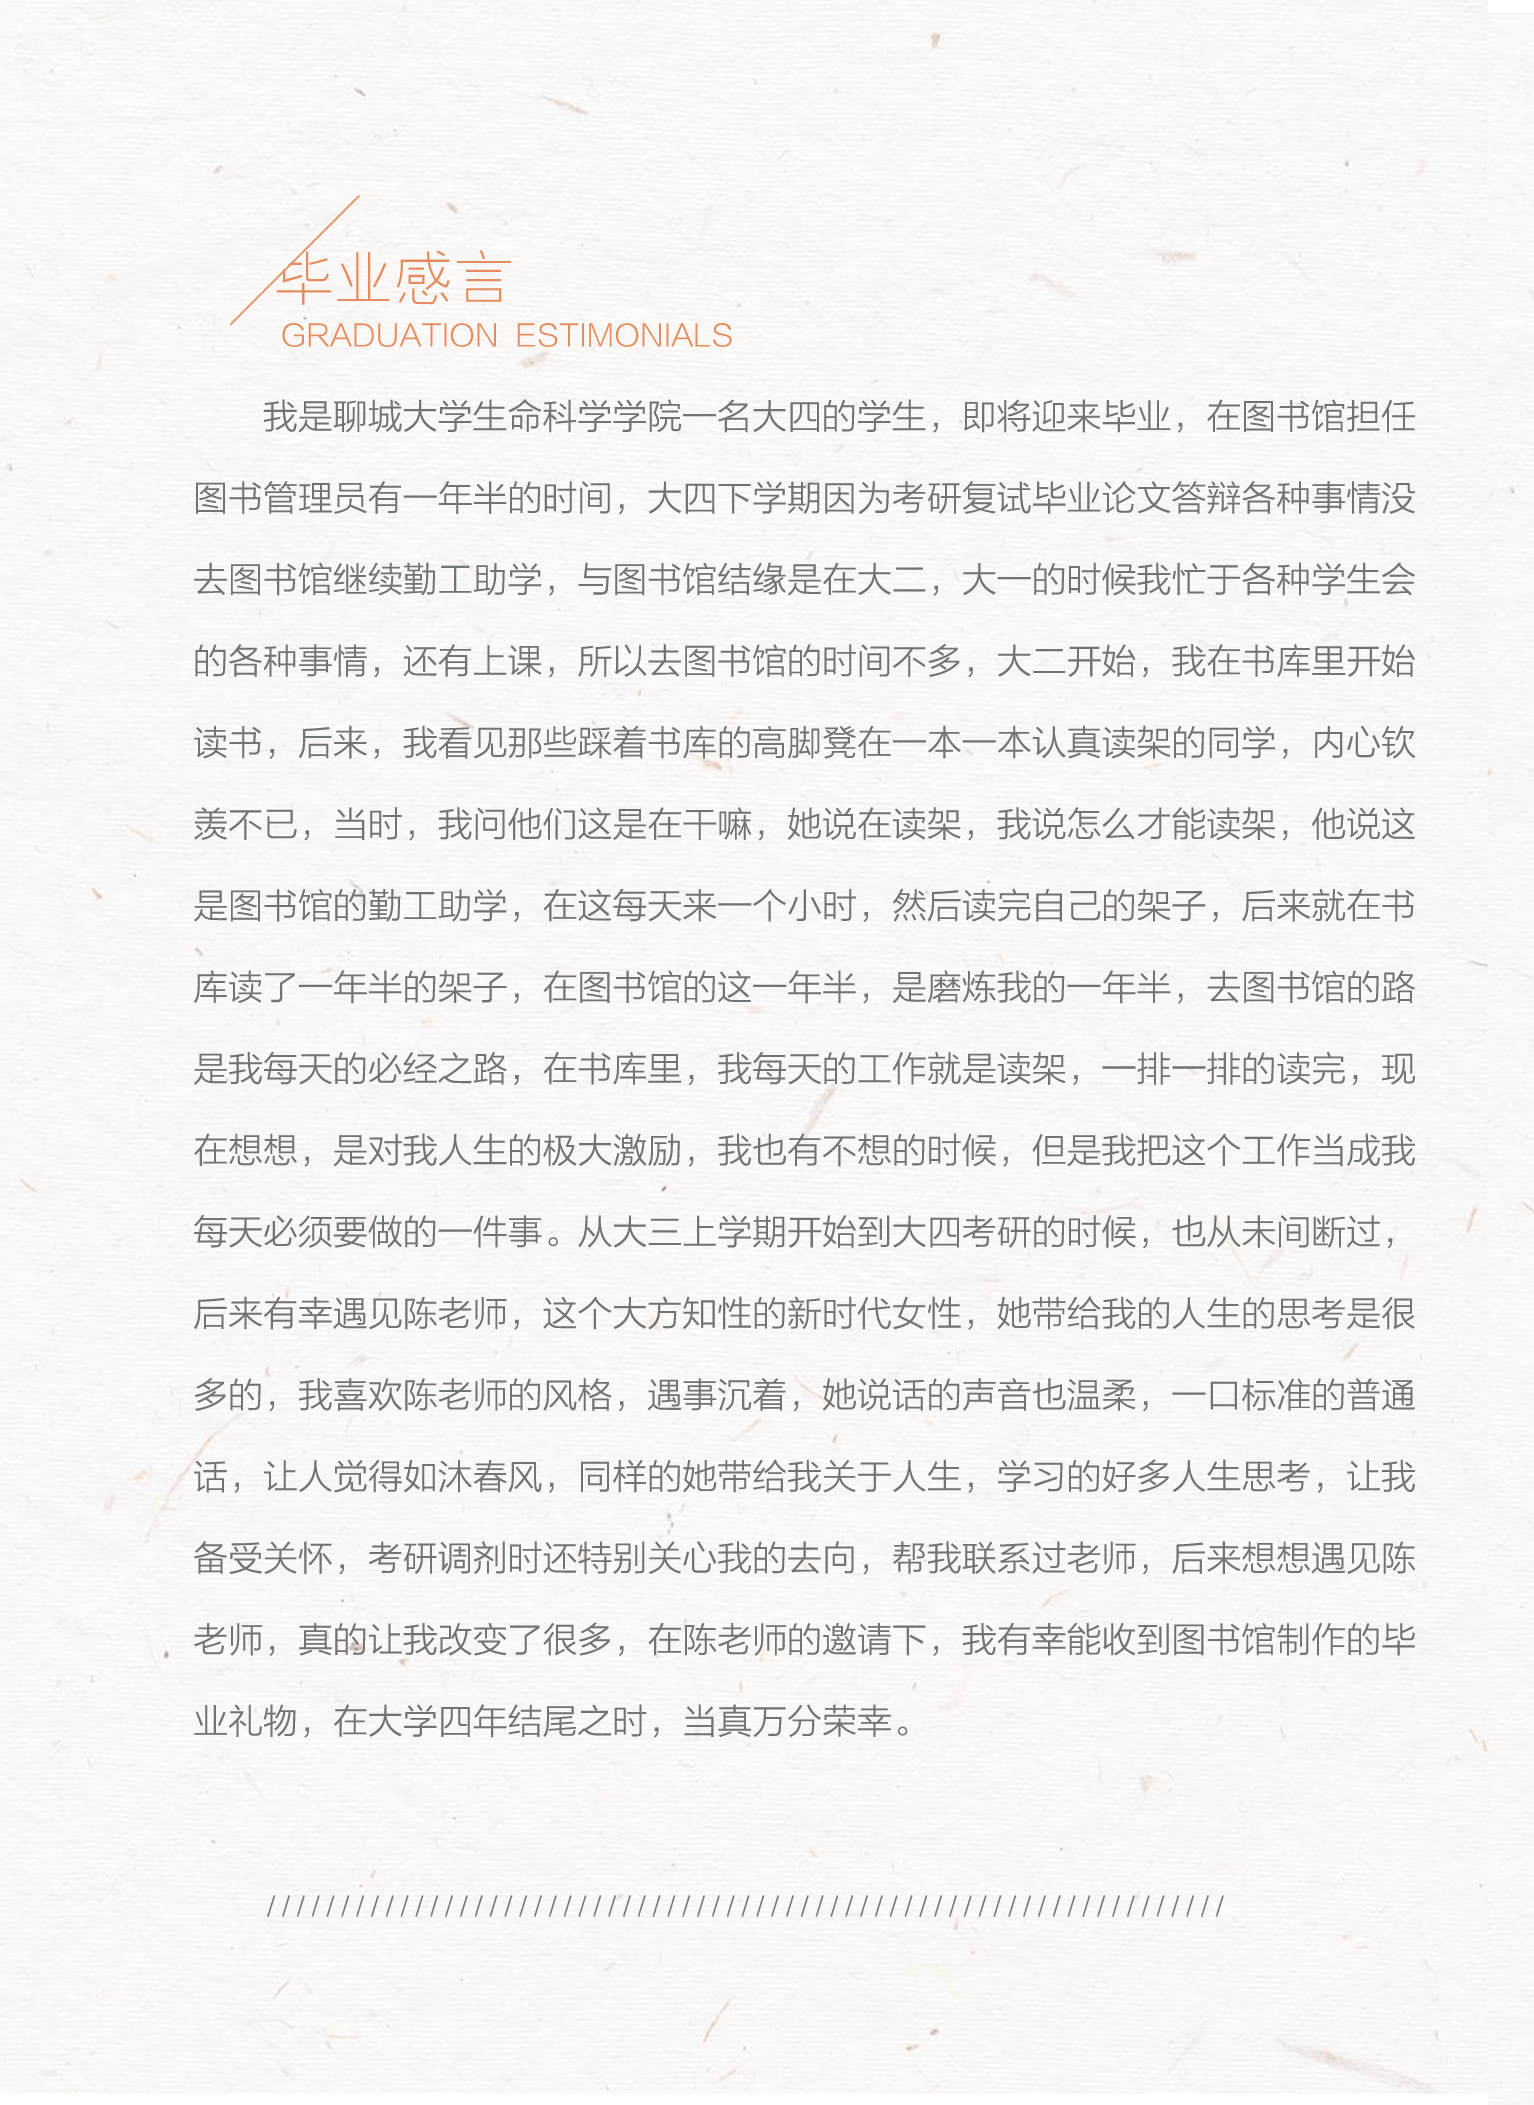 毕业感言
GRADUATION ESTIMONIALS
我是聊城大学生命科学学院一名大四的学生，即将迎来毕业，在图书馆担任
图书管理员有一年半的时间，大四下学期因为考研复试毕业论文答辩各种事情没
去图书馆继续勤工助学，与图书馆结缘是在大二，大一的时候我忙于各种学生会
的各种事情，还有上课，所以去图书馆的时间不多，大二开始，我在书库里开始
读书，后来，我看见那些踩着书库的高脚凳在一本一本认真读架的同学，内心钦
羡不已，当时，我问他们这是在干嘛，她说在读架，我说怎么才能读架，他说这
是图书馆的勤工助学，在这每天来一个小时，然后读完自己的架子，后来就在书
库读了一年半的架子，在图书馆的这一年半，是磨炼我的一年半，去图书馆的路
是我每天的必经之路，在书库里，我每天的工作就是读架，一排一排的读完，现
在想想，是对我人生的极大激励，我也有不想的时候，但是我把这个工作当成我
每天必须要做的一件事。从大三上学期开始到大四考研的时候，也从未间断过，
后来有幸遇见陈老师，这个大方知性的新时代女性，她带给我的人生的思考是很
多的，我喜欢陈老师的风格，遇事沉着，她说话的声音也温柔，一口标准的普通
话，让人觉得如沐春风，同样的她带给我关于人生，学习的好多人生思考，让我
备受关怀，考研调剂时还特别关心我的去向，帮我联系过老师，后来想想遇见陈
老师，真的让我改变了很多，在陈老师的邀请下，我有幸能收到图书馆制作的毕
业礼物，在大学四年结尾之时，当真万分荣幸。